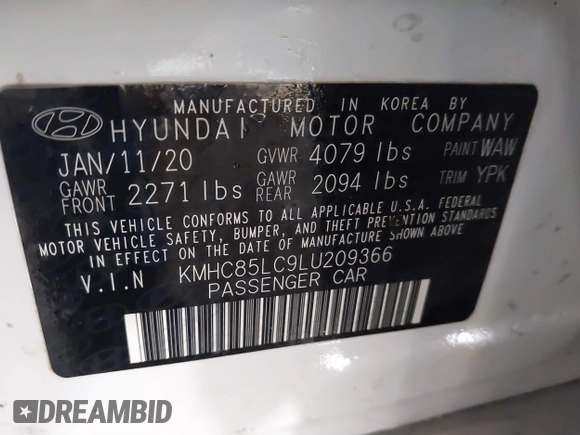 MANUFACTURED IN KOREA BY
HYUNDAI MOTOR COMPANY
JAN/11/20 GVWR 4079 lbs PAINT WAW
GAWR FRONT 2271 lbs GAWR REAR 2094 lbs TRIM YPK
THIS VEHICLE CONFORMS TO ALL APPLICABLE U.S.A. FEDERAL
MOTOR VEHICLE SAFETY, BUMPER, AND THEFT PREVENTION STANDARDS
IN EFFECT ON THE DATE OF MANUFACTURE SHOWN ABOVE.
V.I.N KMHC85LC9LU209366
PASSENGER CAR
DREAMBID